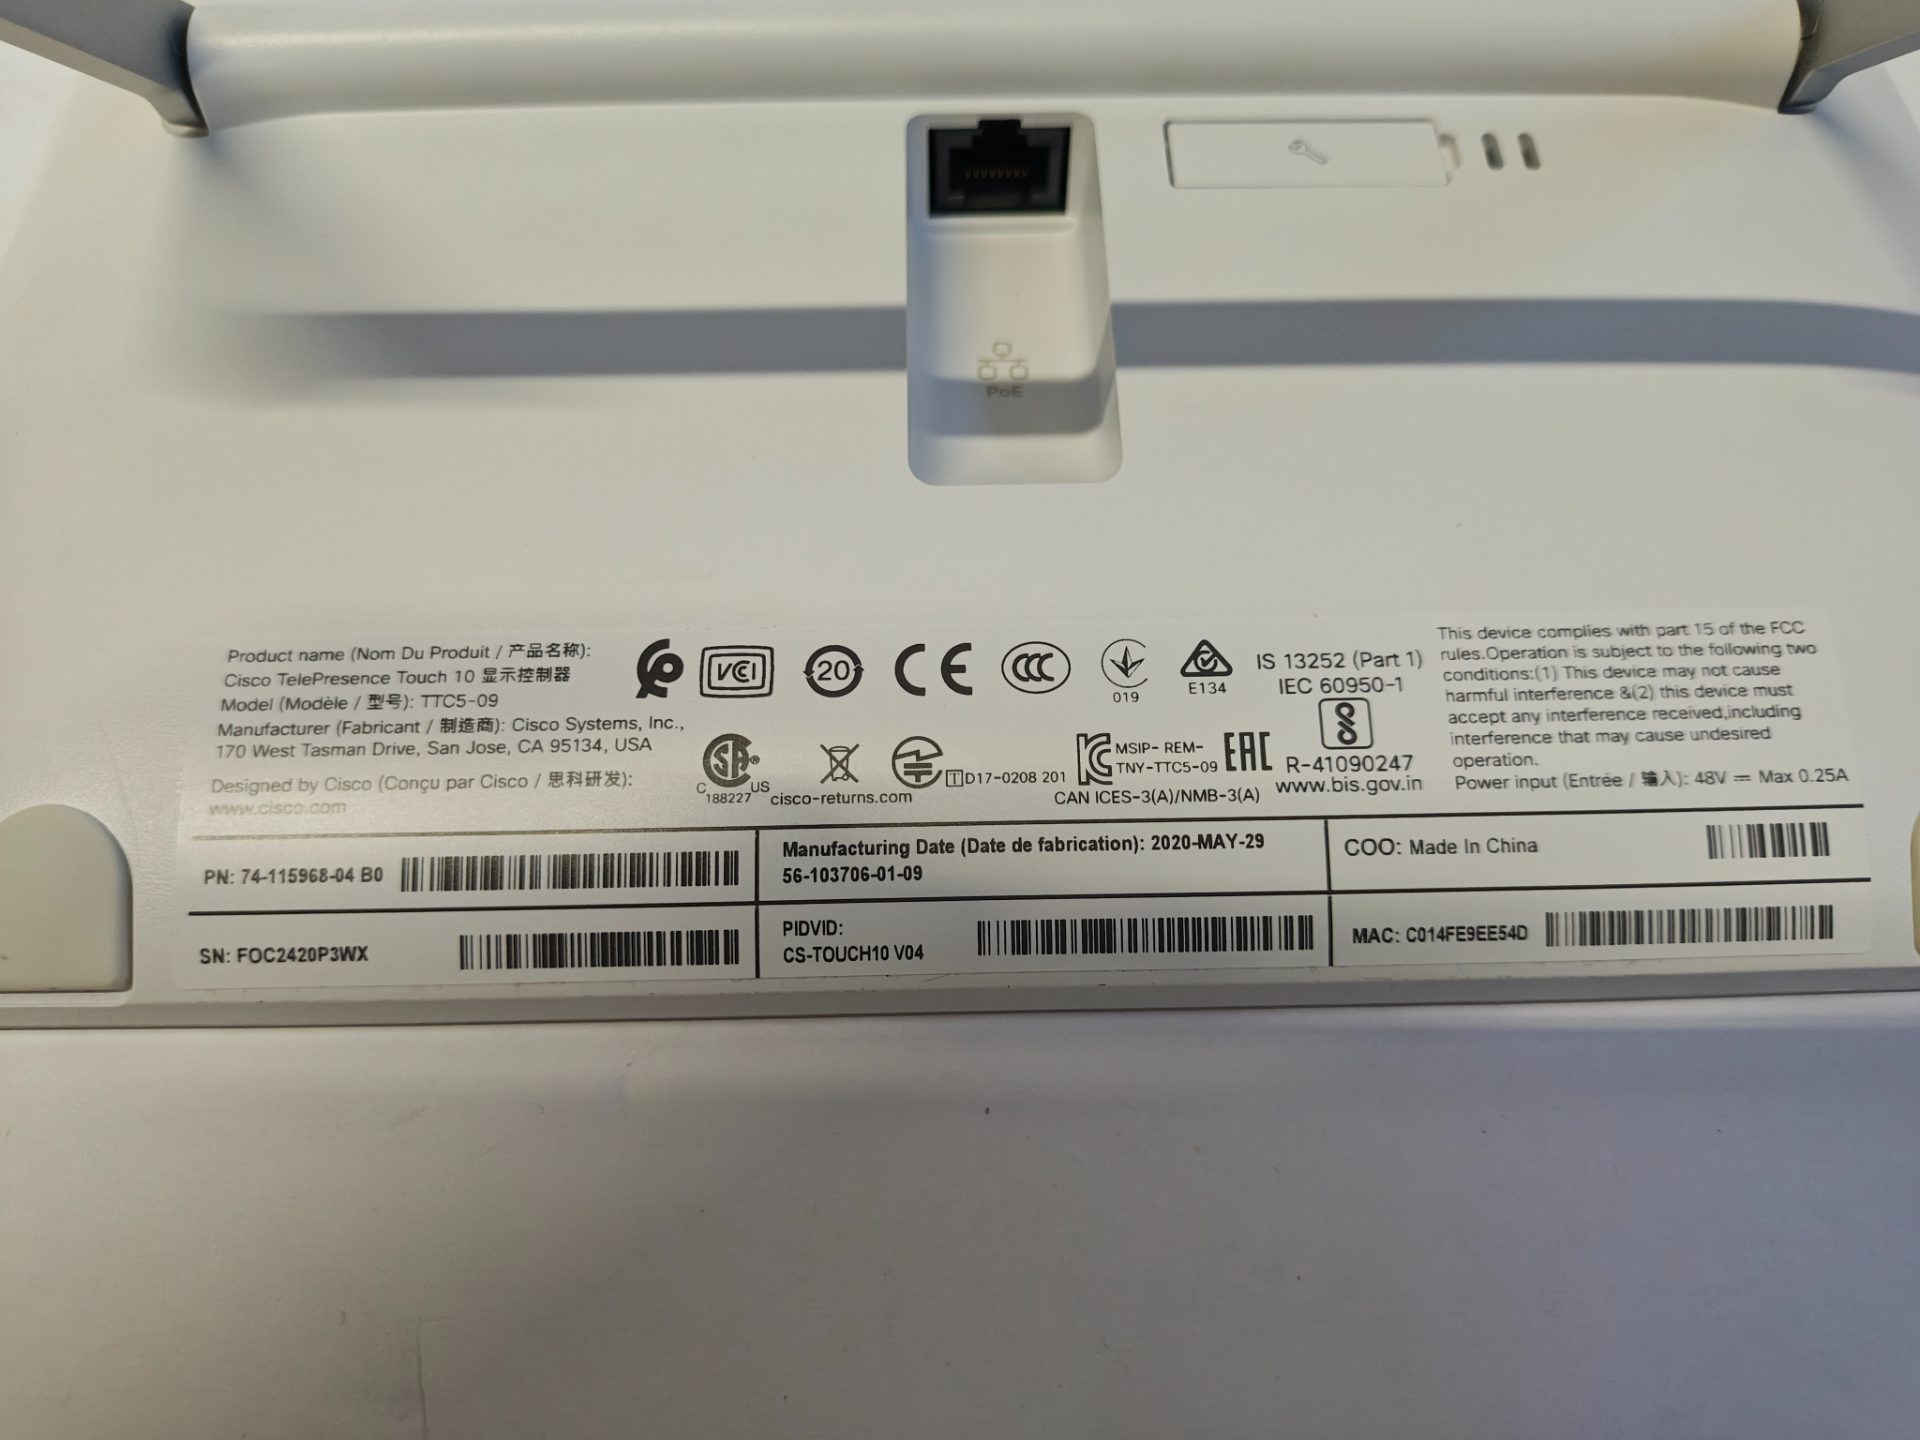 PoE
Product name (Nom Du Produit / 产品名称):
Cisco TelePresence Touch 10 显示控制器
Model (Modèle / 型号): TTC5-09
Manufacturer (Fabricant / 制造商): Cisco Systems, Inc.,
170 West Tasman Drive, San Jose, CA 95134, USA
Designed by Cisco (Conçu par Cisco / 思科研发):
www.cisco.com
VCCI
20
CE
CCC
019
E134
IS 13252 (Part 1)
IEC 60950-1
R-41090247
www.bis.gov.in
C SA ® US
188227
cisco-returns.com
T D17-0208 201
MSIP- REM-
TNY-TTC5-09
EAC
CAN ICES-3(A)/NMB-3(A)
This device complies with part 15 of the FCC
rules.Operation is subject to the following two
conditions:(1) This device may not cause
harmful interference &(2) this device must
accept any interference received,including
interference that may cause undesired
operation.
Power input (Entrée / 输入): 48V ⎓ Max 0.25A
PN: 74-115968-04 B0
Manufacturing Date (Date de fabrication): 2020-MAY-29
56-103706-01-09
COO: Made In China
SN: FOC2420P3WX
PIDVID:
CS-TOUCH10 V04
MAC: C014FE9EE54D